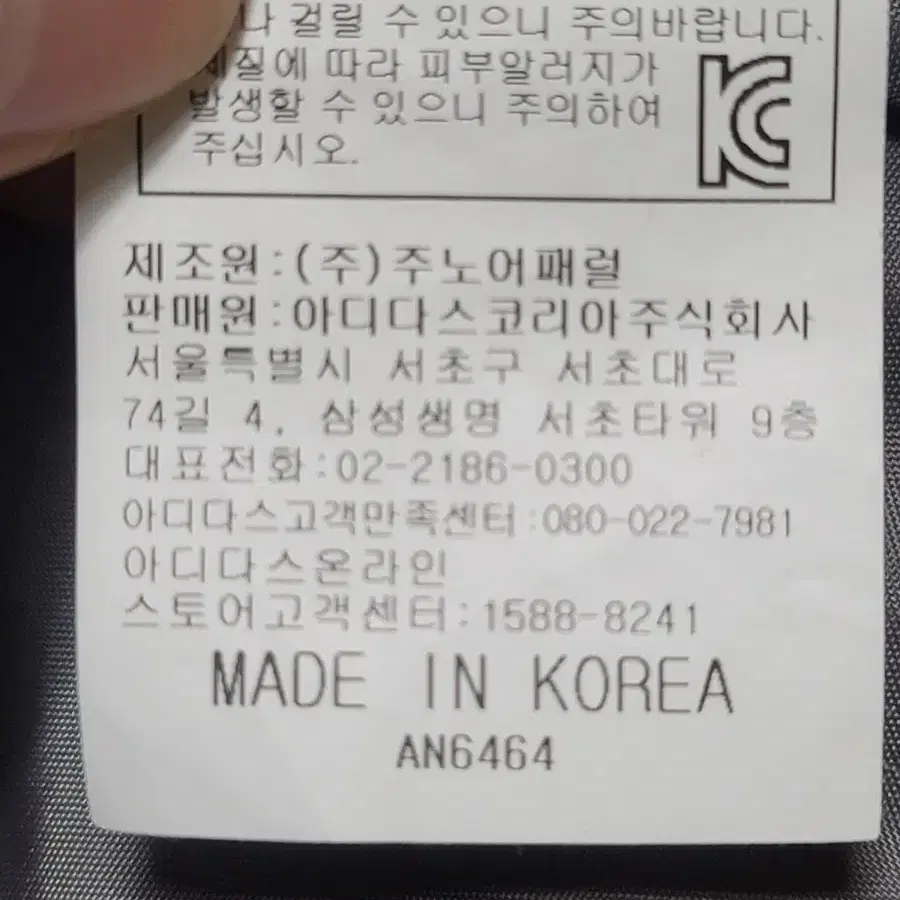 걸릴 수 있으니 주의바랍니다.
체질에 따라 피부알러지가
발생할 수 있으니 주의하여
주십시오.
제조원:(주)주노어패럴
판매원:아디다스코리아주식회사
서울특별시 서초구 서초대로
74길 4, 삼성생명 서초타워 9층
대표전화:02-2186-0300
아디다스고객만족센터:080-022-7981
아디다스온라인
스토어고객센터:1588-8241
MADE IN KOREA
AN6464